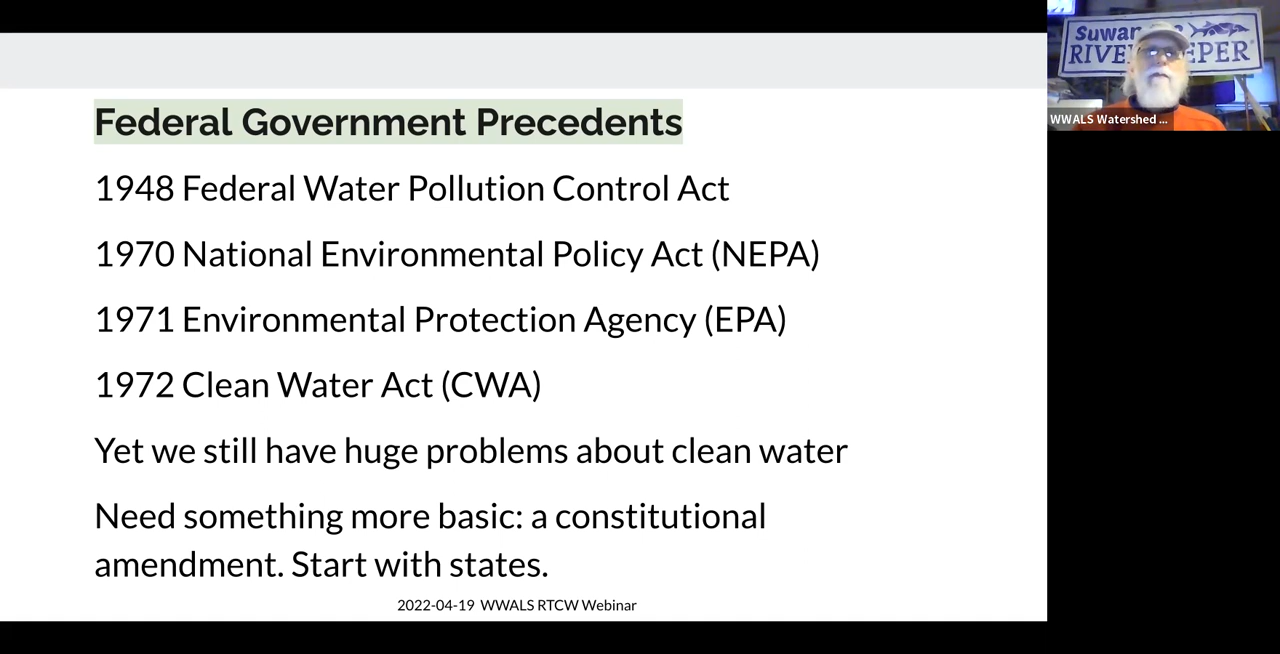 Federal Government Precedents
1948 Federal Water Pollution Control Act
1970 National Environmental Policy Act (NEPA)
1971 Environmental Protection Agency (EPA)
1972 Clean Water Act (CWA)
Yet we still have huge problems about clean water
Need something more basic: a constitutional
amendment. Start with states.
2022-04-19 WWALS RTCW Webinar
WWALS Watershed ...